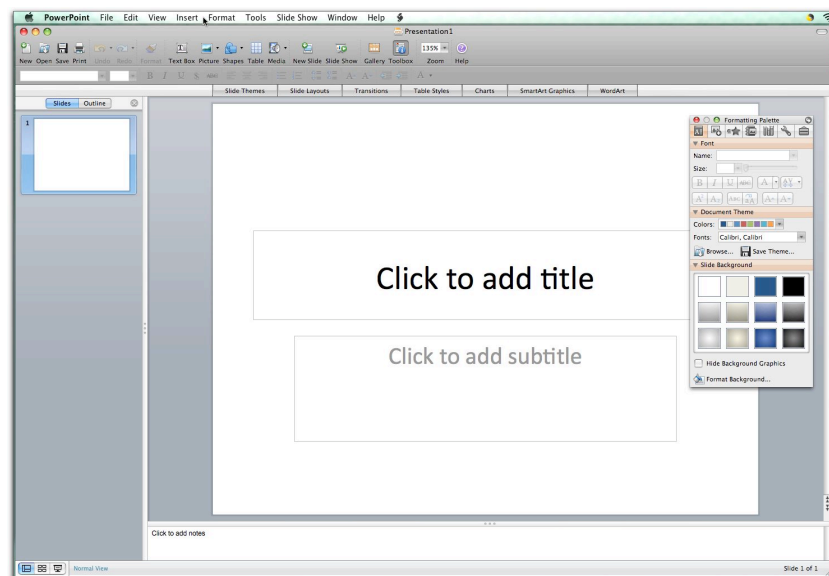 PowerPoint File Edit View Insert Format Tools Slide Show Window Help
Presentation1
135%
New Open Save Print Undo Redo Format Text Box Picture Shapes Table Media New Slide Slide Show Gallery Toolbox Zoom Help
B I U
Slide Themes Slide Layouts Transitions Table Styles Charts SmartArt Graphics WordArt
Slides Outline
1
Click to add title
Click to add subtitle
Formatting Palette
Font
Name:
Size:
B I U ABC A
Document Theme
Colors:
Fonts: Calibri, Calibri
Browse... Save Theme...
Slide Background
Hide Background Graphics
Format Background...
Click to add notes
Normal View
Slide 1 of 1